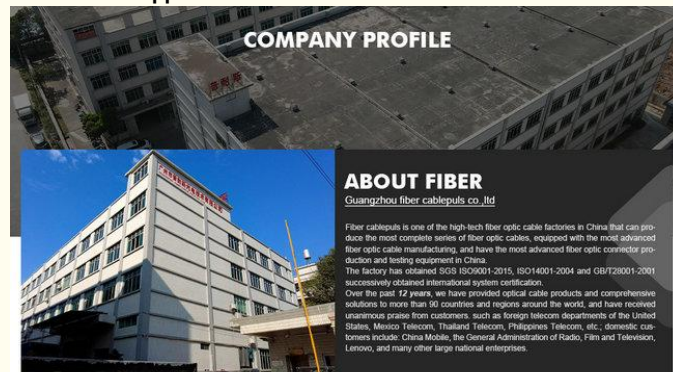 COMPANY PROFILE
ABOUT FIBER
Guangzhou fiber cablepuls co.,ltd
Fiber cablepuls is one of the high-tech fiber optic cable factories in China that can pro-
duce the most complete series of fiber optic cables, equipped with the most advanced
fiber optic cable manufacturing, and have the most advanced fiber optic connector pro-
duction and testing equipment in China.
The factory has obtained SGS ISO9001-2015, ISO14001-2004 and GB/T28001-2001
successively obtained international system certification.
Over the past 12 years, we have provided optical cable products and comprehensive
solutions to more than 90 countries and regions around the world, and have received
unanimous praise from customers. such as foreign telecom departments of the United
States, Mexico Telecom, Thailand Telecom, Philippines Telecom, etc.; domestic cus-
tomers include: China Mobile, the General Administration of Radio, Film and Television,
Lenovo, and many other large national enterprises.